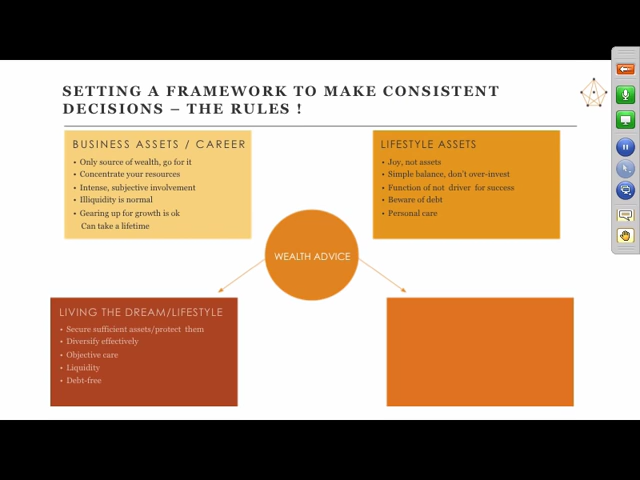 SETTING A FRAMEWORK TO MAKE CONSISTENT
DECISIONS – THE RULES !
BUSINESS ASSETS / CAREER
• Only source of wealth, go for it
• Concentrate your resources
• Intense, subjective involvement
• Illiquidity is normal
• Gearing up for growth is ok
Can take a lifetime
LIFESTYLE ASSETS
• Joy, not assets
• Simple balance, don't over-invest
• Function of not driver for success
• Beware of debt
• Personal care
WEALTH ADVICE
LIVING THE DREAM/LIFESTYLE
• Secure sufficient assets/protect them
• Diversify effectively
• Objective care
• Liquidity
• Debt-free